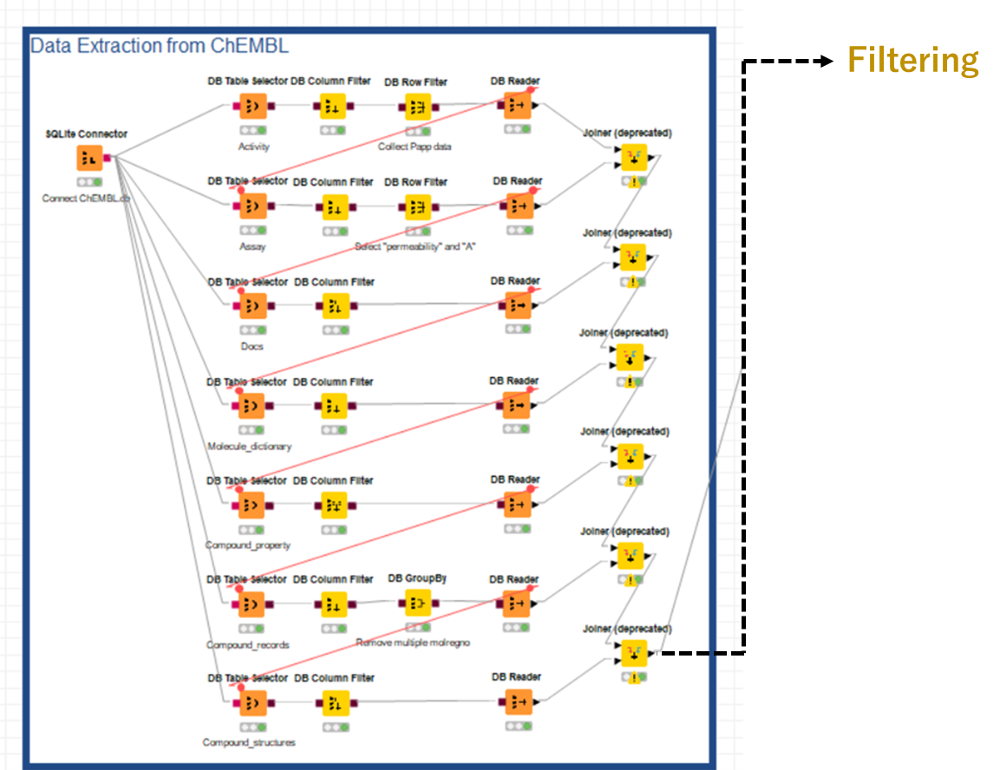 Data Extraction from ChEMBL
Filtering
DB Table Selector DB Column Filter DB Row Filter DB Reader
SQLite Connector
Joiner (deprecated)
Activity
Collect Papp data
Connect ChEMBL.db
DB Table Selector DB Column Filter DB Row Filter DB Reader
Joiner (deprecated)
Assay
Select "permeability" and "A"
DB Table Selector DB Column Filter DB Reader
Joiner (deprecated)
Docs
DB Table Selector DB Column Filter DB Reader
Joiner (deprecated)
Molecule_dictionary
DB Table Selector DB Column Filter DB Reader
Joiner (deprecated)
Compound_property
DB Table Selector DB Column Filter DB GroupBy DB Reader
Joiner (deprecated)
Compound_records
Remove multiple molregno
DB Table Selector DB Column Filter DB Reader
Compound_structures